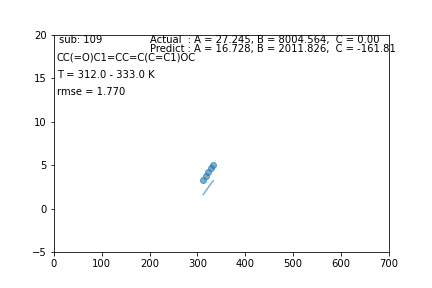 sub: 109
Actual : A = 27.245, B = 8004.564, C = 0.00
Predict : A = 16.728, B = 2011.826, C = -161.81
CC(=O)C1=CC=C(C=C1)OC
T = 312.0 - 333.0 K
rmse = 1.770
20
15
10
5
0
−5
0 100 200 300 400 500 600 700